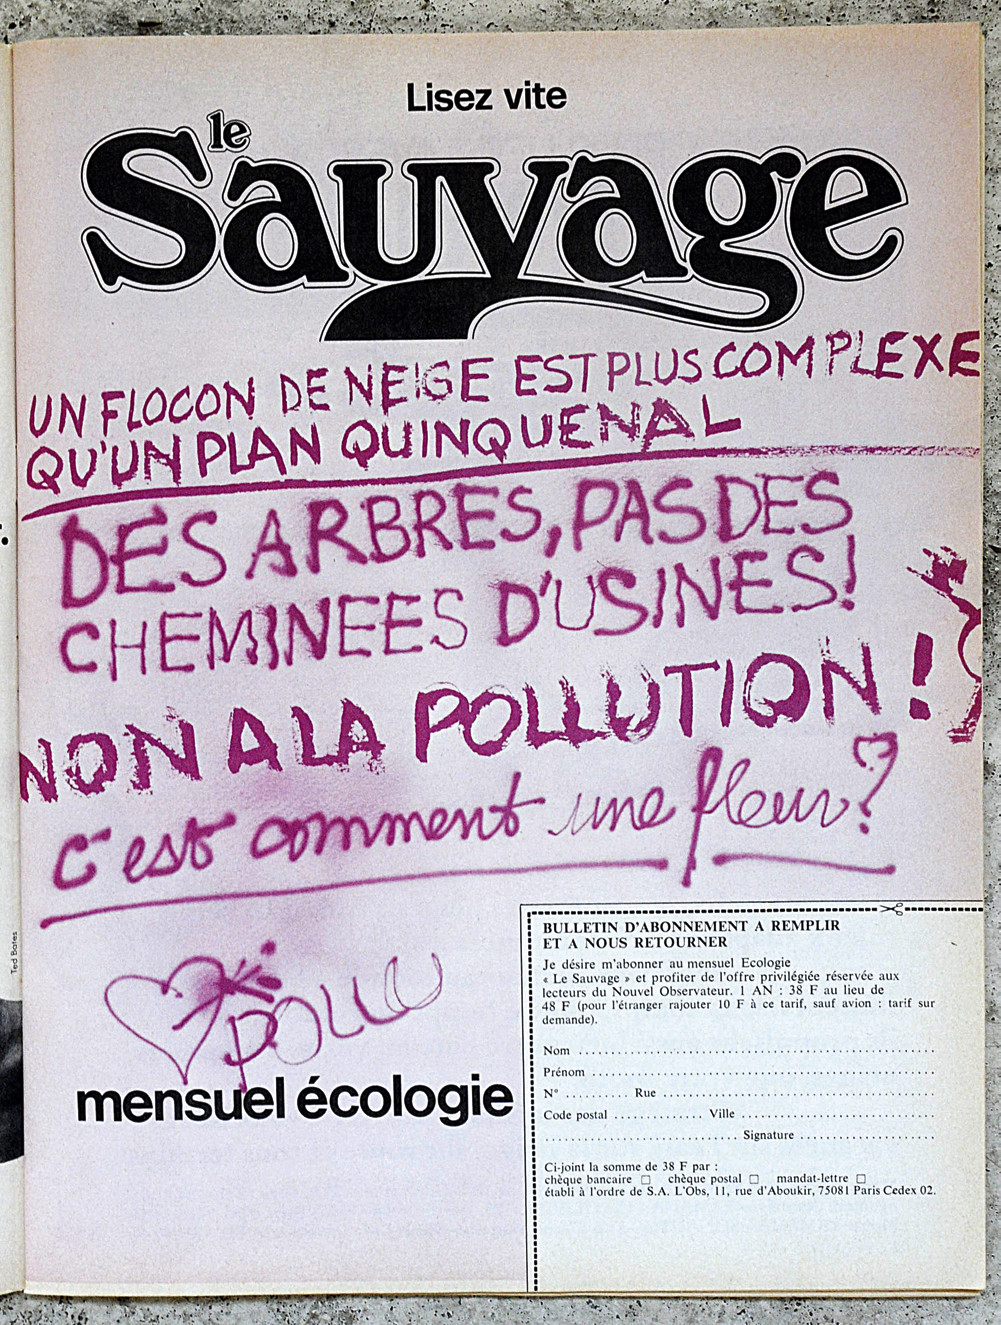 Lisez vite
le
Sauvage
UN FLOCON DE NEIGE EST PLUS COMPLEXE
QU'UN PLAN QUINQUENAL
DES ARBRES, PAS DES
CHEMINEES D'USINES!
NON A LA POLLUTION !
c'est comment une fleur?
POLLU
mensuel écologie
Ted Bates
BULLETIN D'ABONNEMENT A REMPLIR
ET A NOUS RETOURNER
Je désire m'abonner au mensuel Ecologie
« Le Sauvage » et profiter de l'offre privilégiée réservée aux
lecteurs du Nouvel Observateur. 1 AN : 38 F au lieu de
48 F (pour l'étranger rajouter 10 F à ce tarif, sauf avion : tarif sur
demande).
Nom
Prénom
N° Rue
Code postal Ville
Signature
Ci-joint la somme de 38 F par :
chèque bancaire □ chèque postal □ mandat-lettre □
établi à l'ordre de S.A. L'Obs, 11, rue d'Aboukir, 75081 Paris Cedex 02.